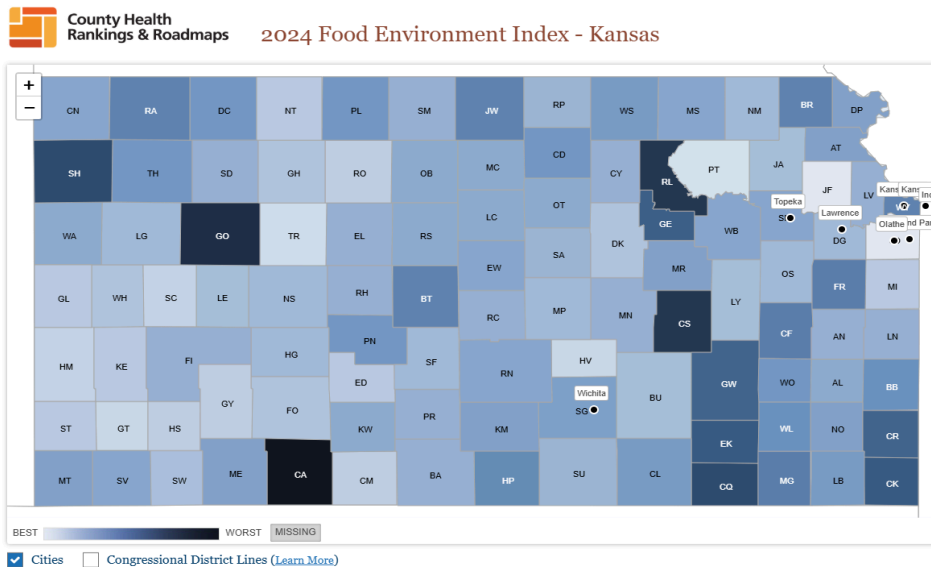 County Health
Rankings & Roadmaps
2024 Food Environment Index - Kansas
+
−
CN RA DC NT PL SM JW RP WS MS NM BR DP
SH TH SD GH RO OB MC CD CY RL PT JA AT
JF LV
Topeka Lawrence Olathe
WA LG GO TR EL RS LC OT DK GE WB DG
GL WH SC LE NS RH BT EW SA MR OS FR MI
RC MP MN CS LY CF AN LN
HM KE FI HG PN SF RN HV
GY ED BU GW WO AL BB
Wichita
ST GT HS FO KW PR KM SG EK WL NO CR
MT SV SW ME CA CM BA HP SU CL CQ MG LB CK
BEST WORST MISSING
Cities Congressional District Lines (Learn More)